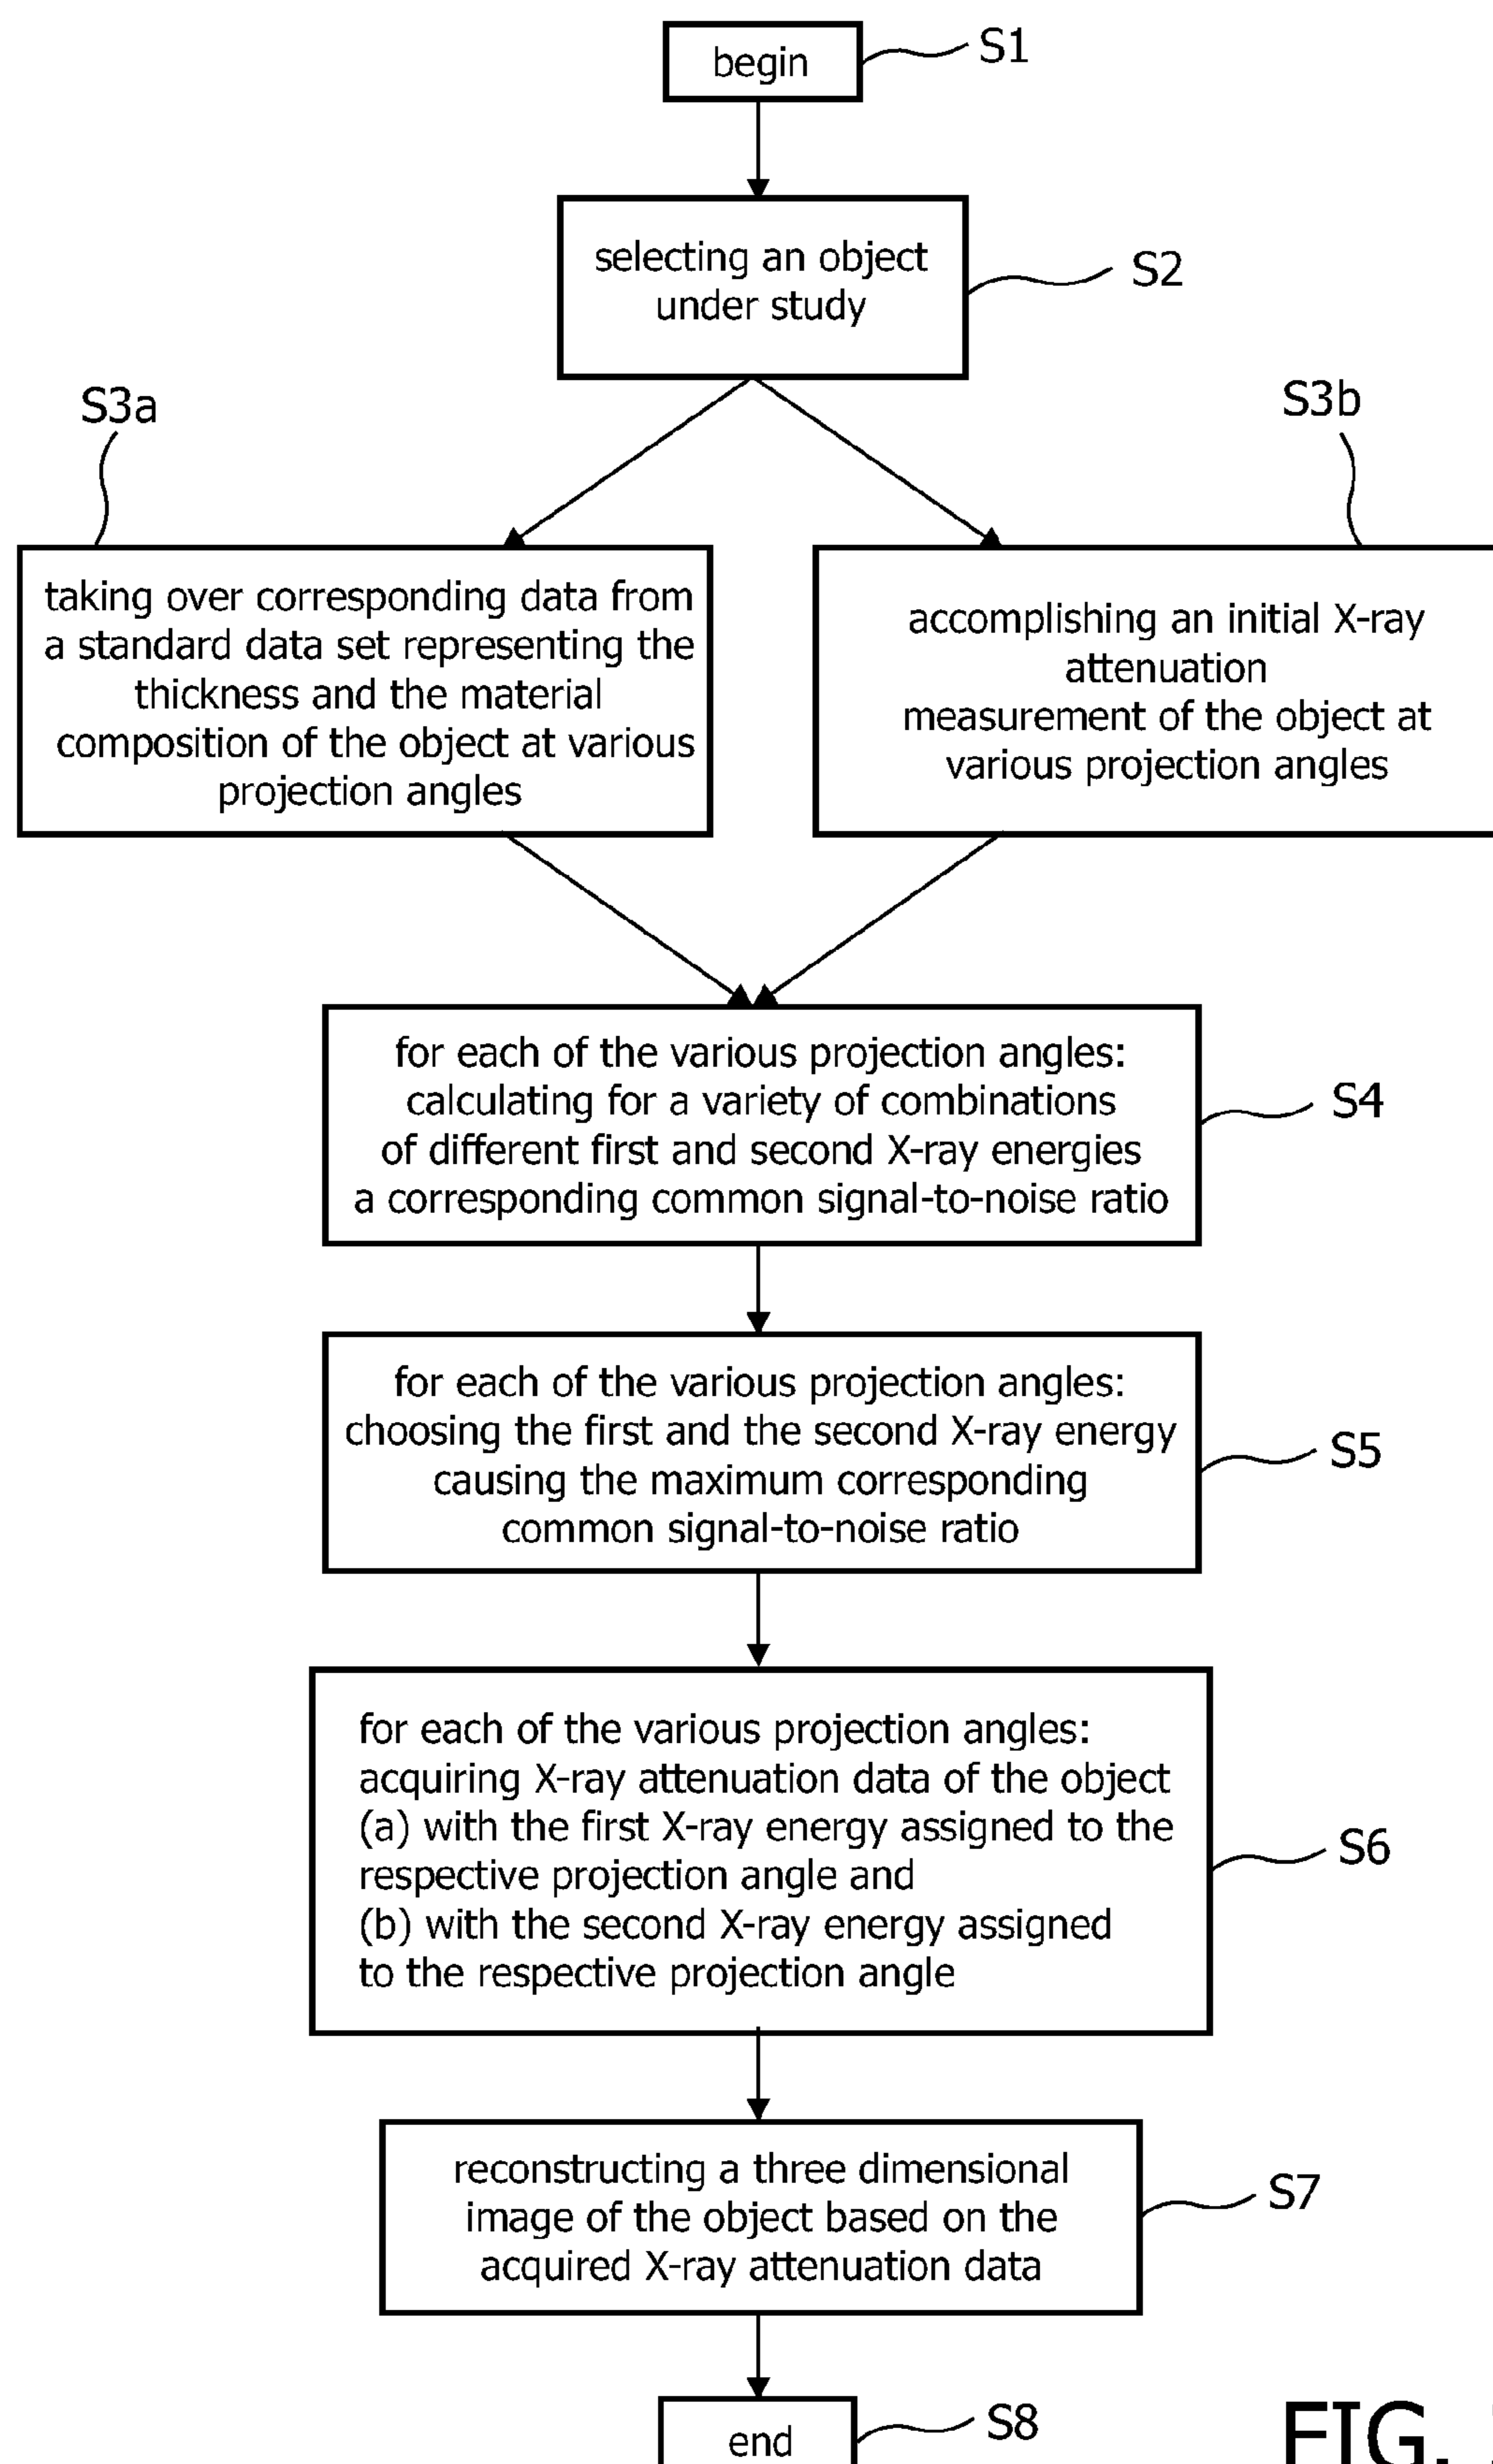 begin
S1
selecting an object
under study
S2
S3a
S3b
taking over corresponding data from
a standard data set representing the
thickness and the material
composition of the object at various
projection angles
accomplishing an initial X-ray
attenuation
measurement of the object at
various projection angles
for each of the various projection angles:
calculating for a variety of combinations
of different first and second X-ray energies
a corresponding common signal-to-noise ratio
S4
for each of the various projection angles:
choosing the first and the second X-ray energy
causing the maximum corresponding
common signal-to-noise ratio
S5
for each of the various projection angles:
acquiring X-ray attenuation data of the object
(a) with the first X-ray energy assigned to the
respective projection angle and
(b) with the second X-ray energy assigned
to the respective projection angle
S6
reconstructing a three dimensional
image of the object based on the
acquired X-ray attenuation data
S7
end
S8
FIG.